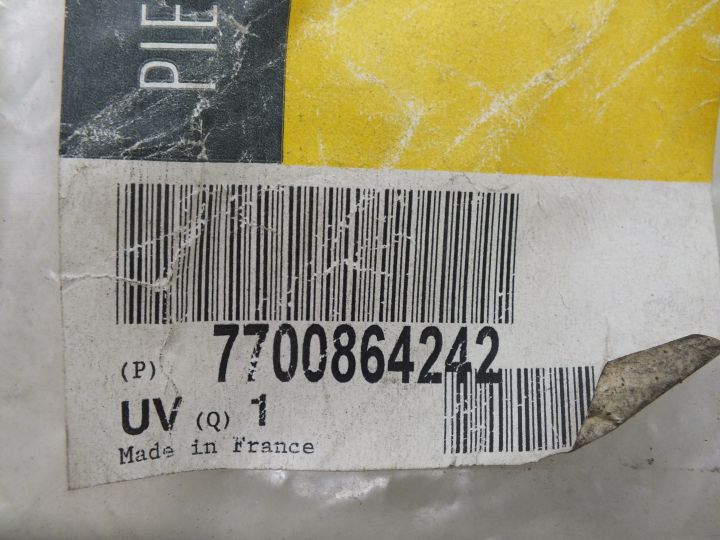 PIE
(P) 7700864242
UV (Q) 1
Made in France